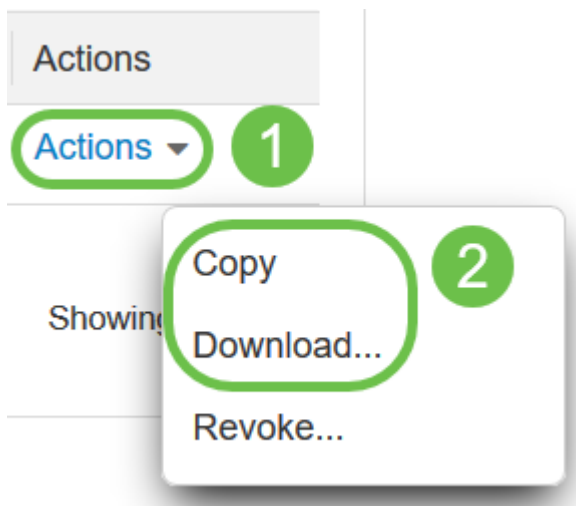 Actions
Actions
1
Copy
2
Showing
Download...
Revoke...